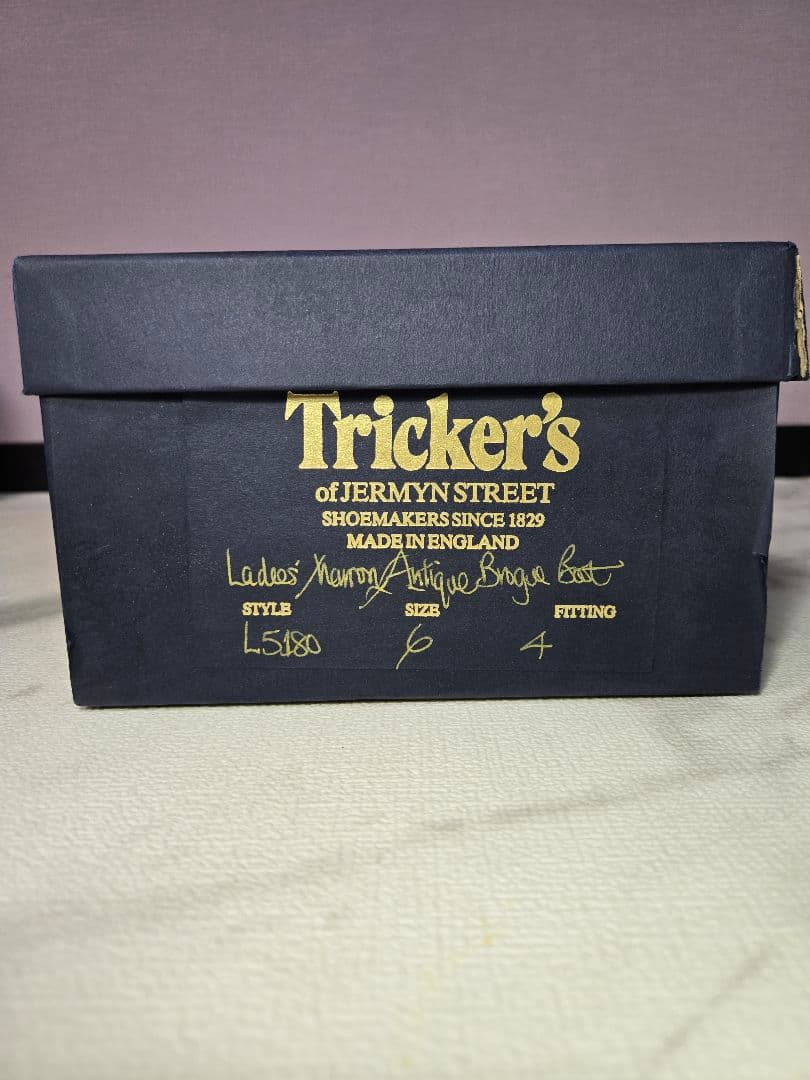 Tricker's
of JERMYN STREET
SHOEMAKERS SINCE 1829
MADE IN ENGLAND
Ladies' Marron Antique Brogue Boot
STYLE SIZE FITTING
L5180 6 4